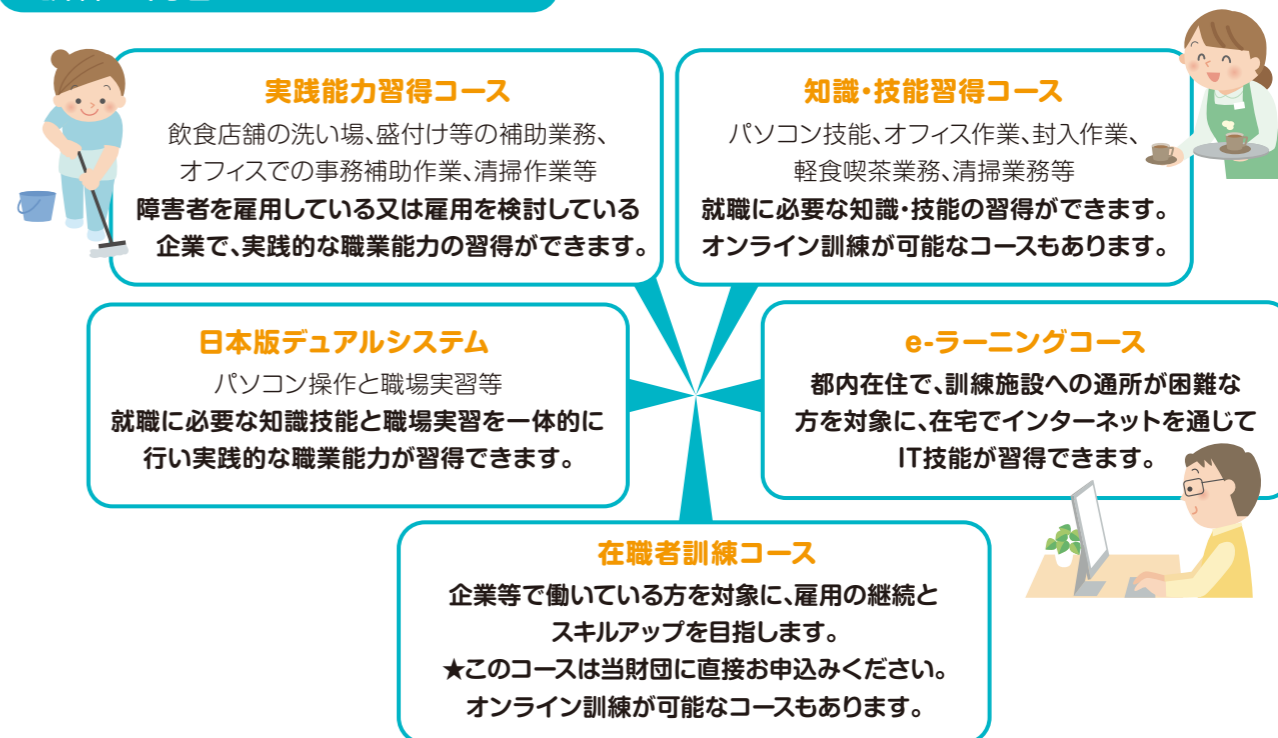 実践能力習得コース
飲食店舗の洗い場、盛付け等の補助業務、
オフィスでの事務補助作業、清掃作業等
障害者を雇用している又は雇用を検討している
企業で、実践的な職業能力の習得ができます。
知識・技能習得コース
パソコン技能、オフィス作業、封入作業、
軽食喫茶業務、清掃業務等
就職に必要な知識・技能の習得ができます。
オンライン訓練が可能なコースもあります。
日本版デュアルシステム
パソコン操作と職場実習等
就職に必要な知識技能と職場実習を一体的に
行い実践的な職業能力が習得できます。
e-ラーニングコース
都内在住で、訓練施設への通所が困難な
方を対象に、在宅でインターネットを通じて
IT技能が習得できます。
在職者訓練コース
企業等で働いている方を対象に、雇用の継続と
スキルアップを目指します。
★このコースは当財団に直接お申込みください。
オンライン訓練が可能なコースもあります。